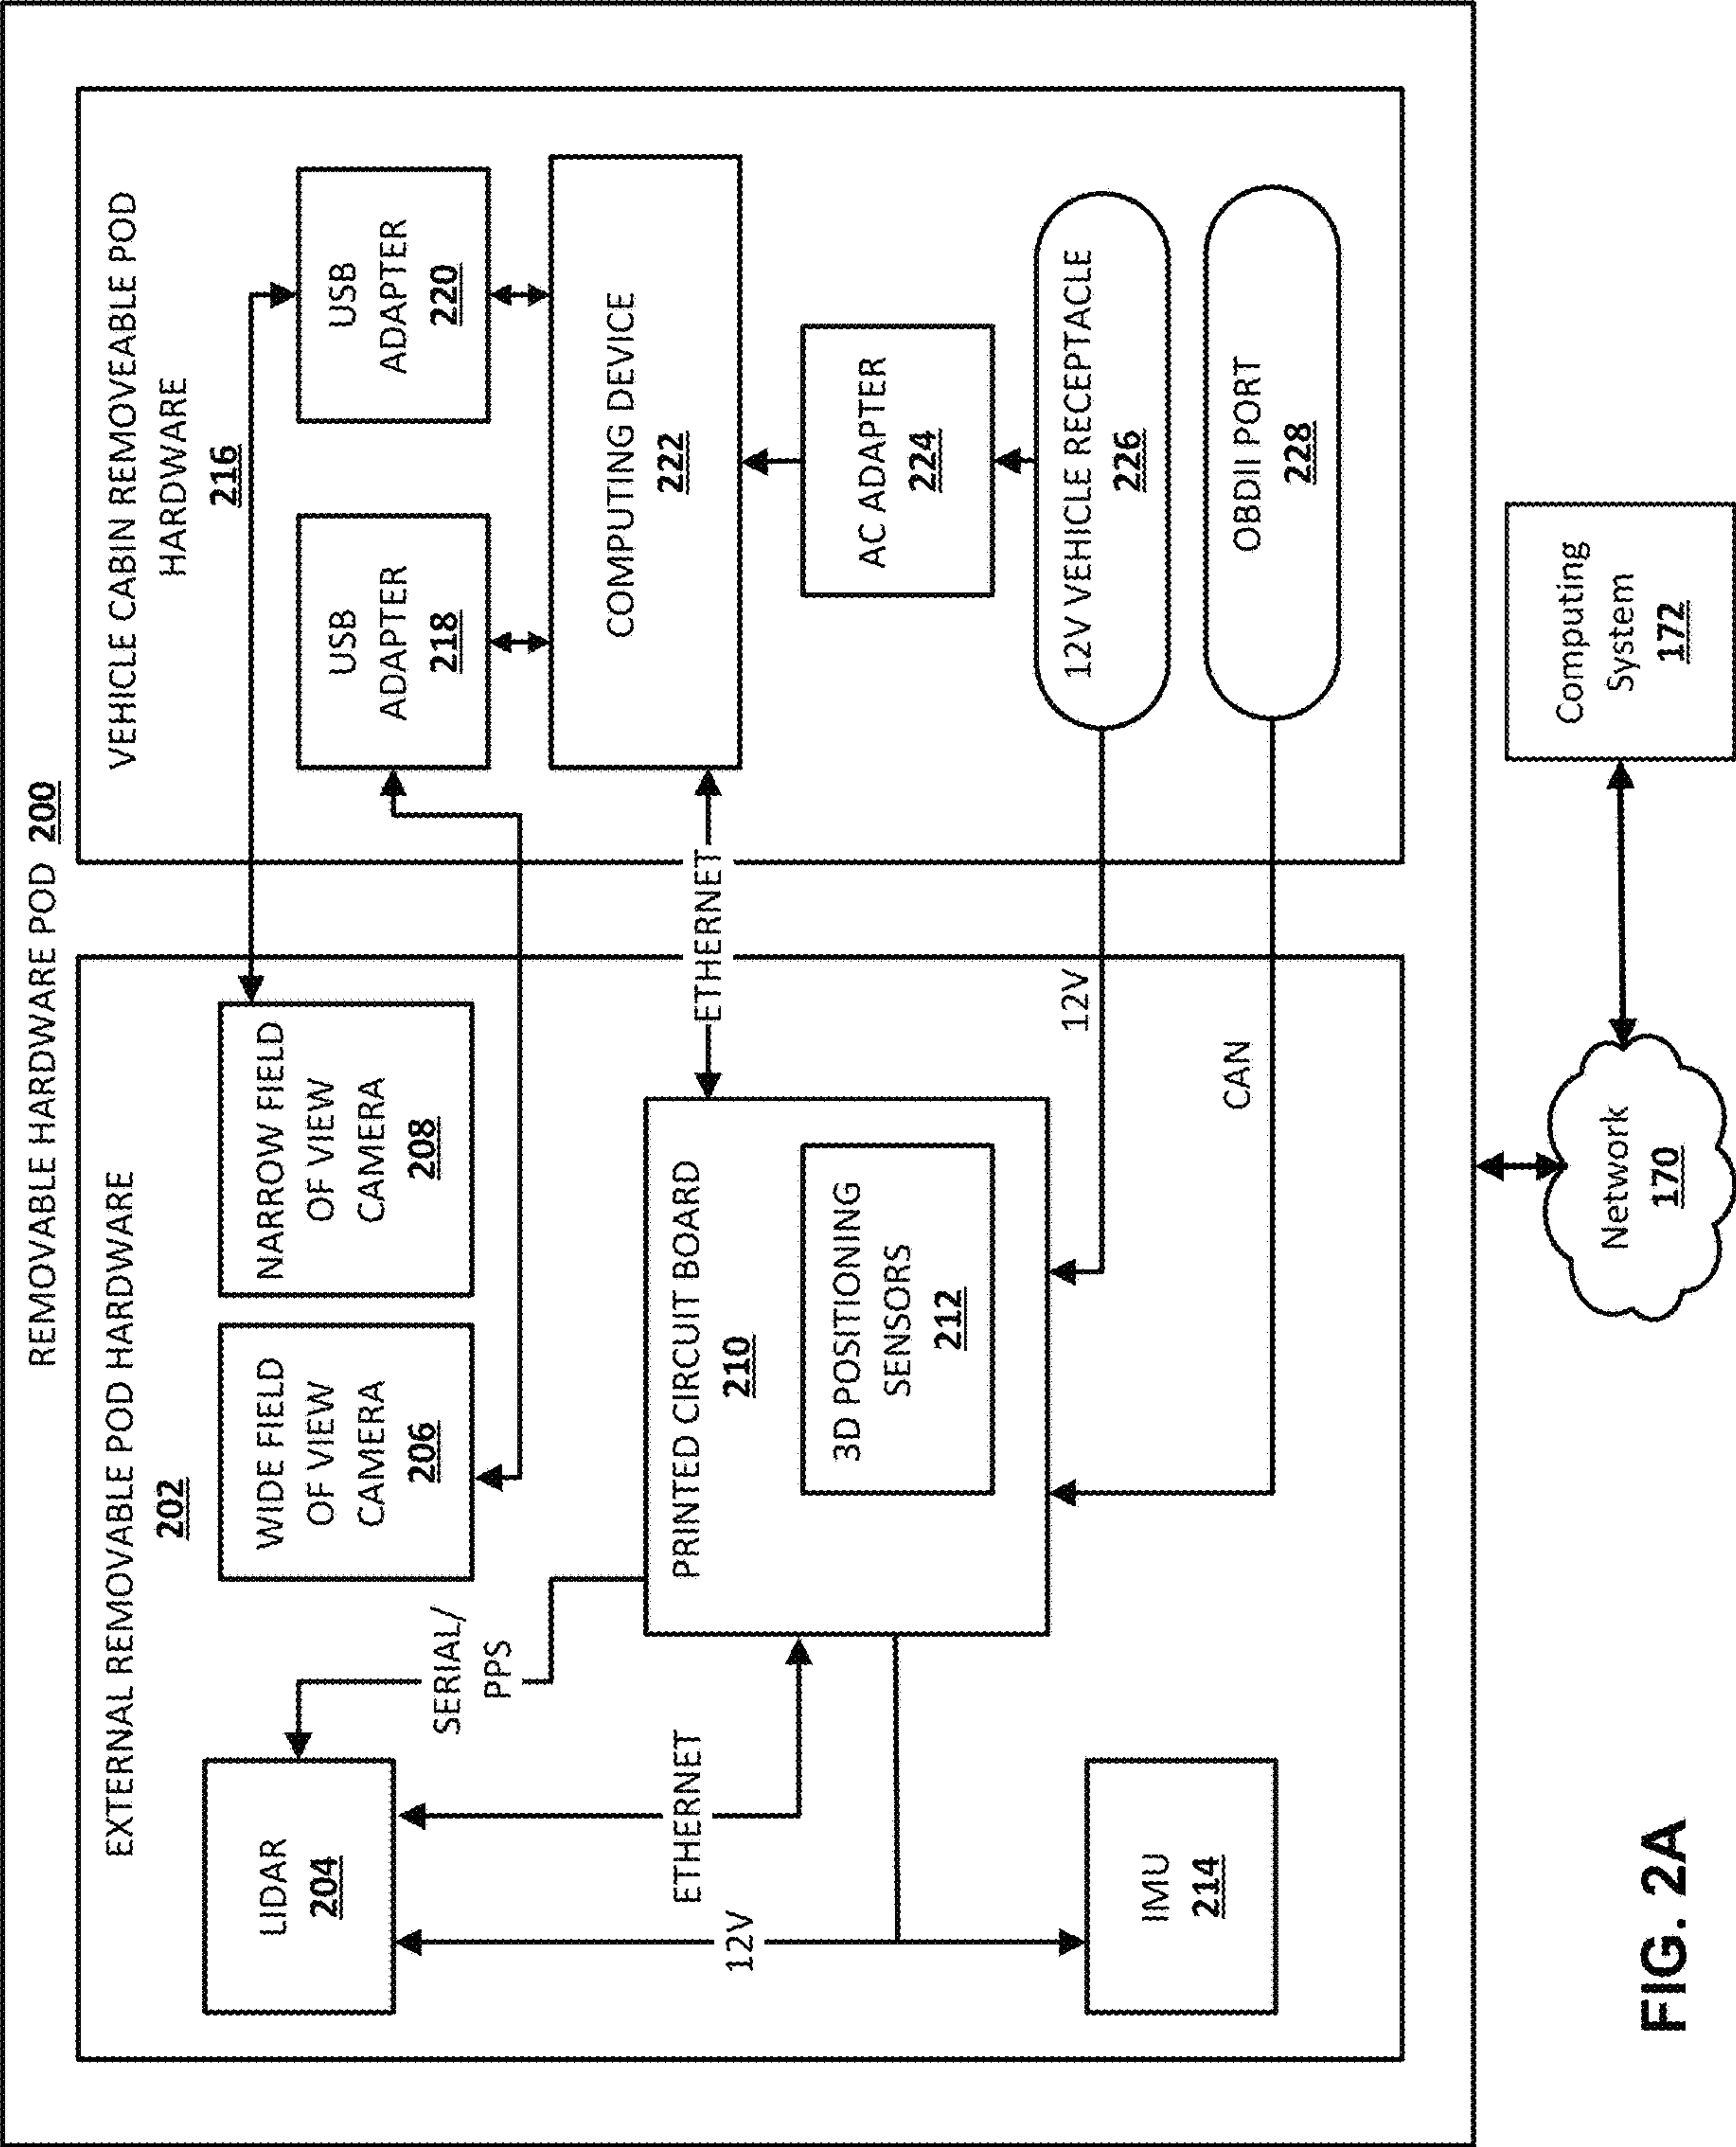 REMOVABLE HARDWARE POD 200
EXTERNAL REMOVABLE POD HARDWARE
202
LIDAR
204
SERIAL/
PPS
WIDE FIELD
OF VIEW
CAMERA
206
NARROW FIELD
OF VIEW
CAMERA
208
ETHERNET
12V
PRINTED CIRCUIT BOARD
210
3D POSITIONING
SENSORS
212
IMU
214
ETHERNET
12V
CAN
VEHICLE CABIN REMOVEABLE POD
HARDWARE
216
USB
ADAPTER
218
USB
ADAPTER
220
COMPUTING DEVICE
222
AC ADAPTER
224
12V VEHICLE RECEPTACLE
226
OBDII PORT
228
Network
170
Computing
System
172
FIG. 2A